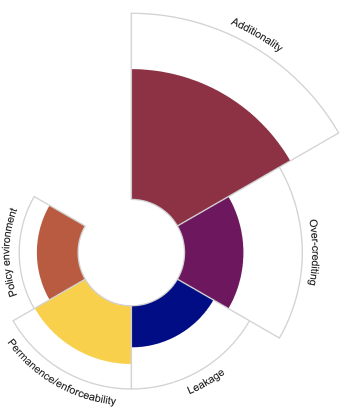 Additionality
Over-crediting
Leakage
Permanence/enforceability
Policy environment